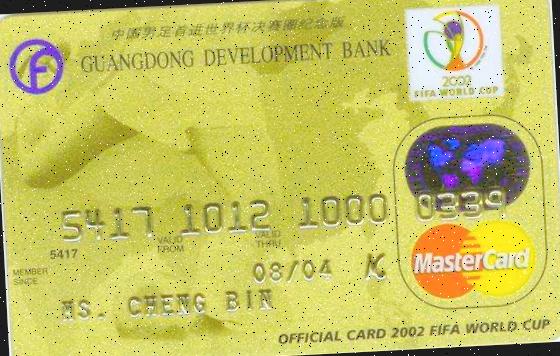 中国男足首进世界杯决赛圈纪念版
GUANGDONG DEVELOPMENT BANK
2002
FIFA WORLD CUP
5417 1012 1000 0339
5417
VALID FROM
VALID THRU
MEMBER SINCE
08/04
MS. CHENG BIN
MasterCard
OFFICIAL CARD 2002 FIFA WORLD CUP